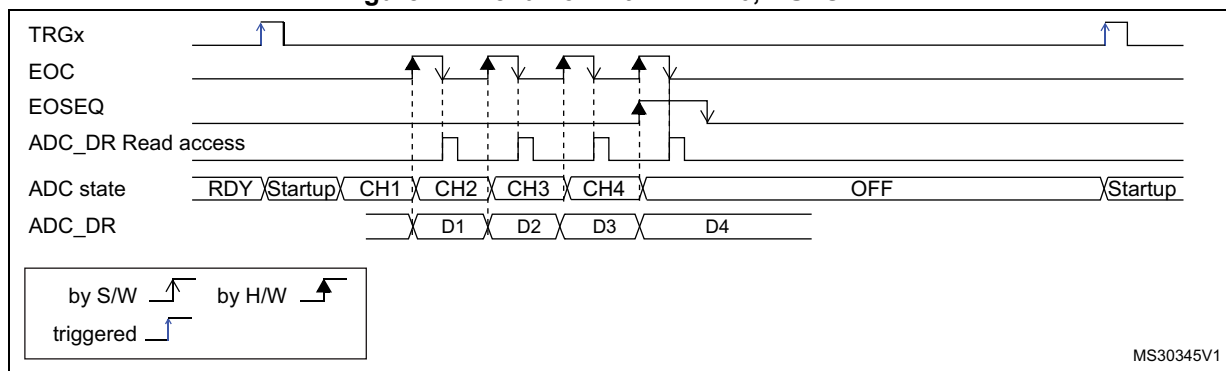 TRGx
EOC
EOSEQ
ADC_DR Read access
ADC state RDY Startup CH1 CH2 CH3 CH4 OFF Startup
ADC_DR D1 D2 D3 D4
by S/W by H/W
triggered
MS30345V1